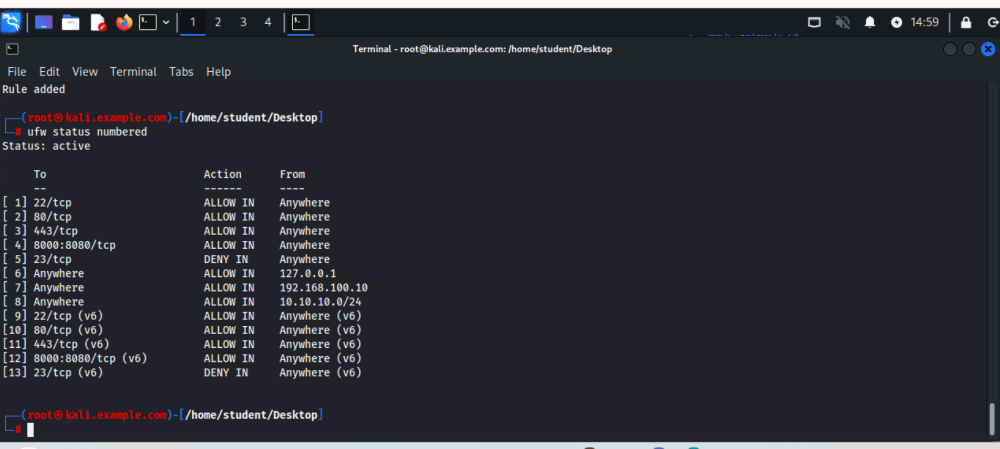 1 2 3 4 14:59
Terminal - root@kali.example.com: /home/student/Desktop
File Edit View Terminal Tabs Help
Rule added
(root㉿kali.example.com)-[/home/student/Desktop]
# ufw status numbered
Status: active
To Action From
-- ------ ----
[ 1] 22/tcp ALLOW IN Anywhere
[ 2] 80/tcp ALLOW IN Anywhere
[ 3] 443/tcp ALLOW IN Anywhere
[ 4] 8000:8080/tcp ALLOW IN Anywhere
[ 5] 23/tcp DENY IN Anywhere
[ 6] Anywhere ALLOW IN 127.0.0.1
[ 7] Anywhere ALLOW IN 192.168.100.10
[ 8] Anywhere ALLOW IN 10.10.10.0/24
[ 9] 22/tcp (v6) ALLOW IN Anywhere (v6)
[10] 80/tcp (v6) ALLOW IN Anywhere (v6)
[11] 443/tcp (v6) ALLOW IN Anywhere (v6)
[12] 8000:8080/tcp (v6) ALLOW IN Anywhere (v6)
[13] 23/tcp (v6) DENY IN Anywhere (v6)
(root㉿kali.example.com)-[/home/student/Desktop]
#